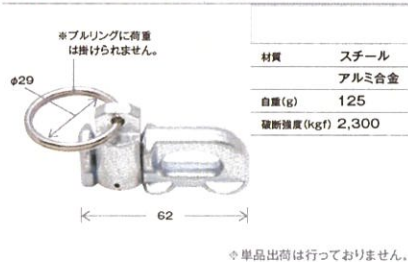 ※プルリングに荷重
は掛けられません。
φ29
62
材質 スチール
アルミ合金
自重(g) 125
破断強度(kgf) 2,300
※単品出荷は行っておりません。